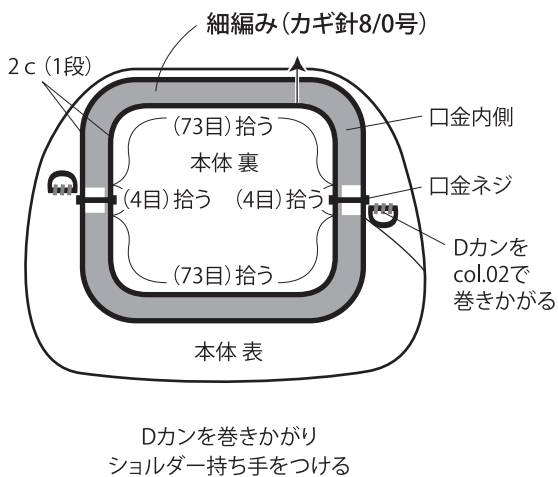 細編み（カギ針8/0号）
2c（1段）
（73目）拾う
口金内側
本体 裏
（4目）拾う （4目）拾う
口金ネジ
Dカンを
col.02で
巻きかがる
（73目）拾う
本体 表
Dカンを巻きかがり
ショルダー持ち手をつける